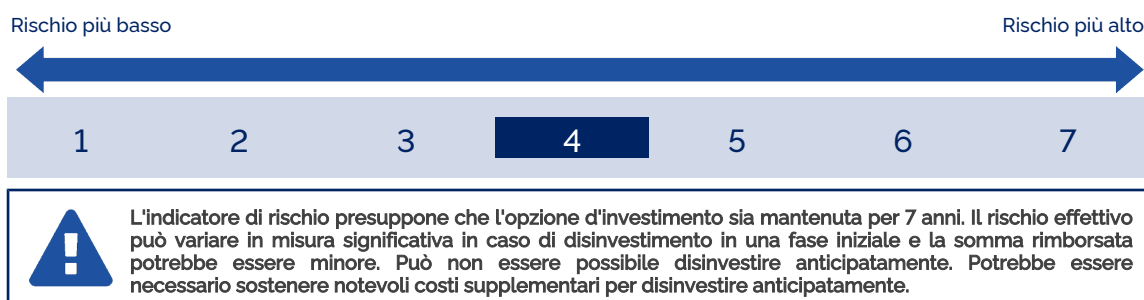 Rischio più basso Rischio più alto
1 2 3 4 5 6 7
L'indicatore di rischio presuppone che l'opzione d'investimento sia mantenuta per 7 anni. Il rischio effettivo
può variare in misura significativa in caso di disinvestimento in una fase iniziale e la somma rimborsata
potrebbe essere minore. Può non essere possibile disinvestire anticipatamente. Potrebbe essere
necessario sostenere notevoli costi supplementari per disinvestire anticipatamente.